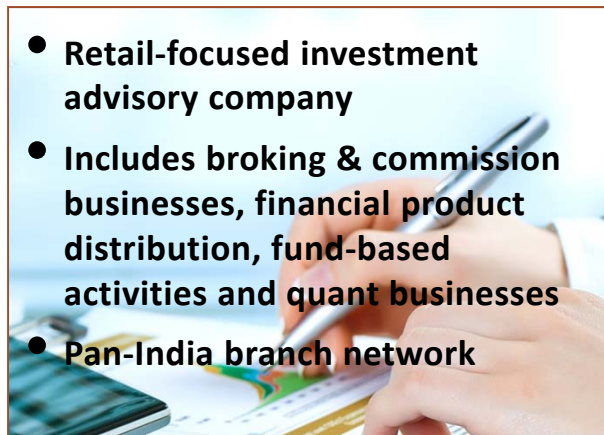 • Retail-focused investment
advisory company
• Includes broking & commission
businesses, financial product
distribution, fund-based
activities and quant businesses
• Pan-India branch network